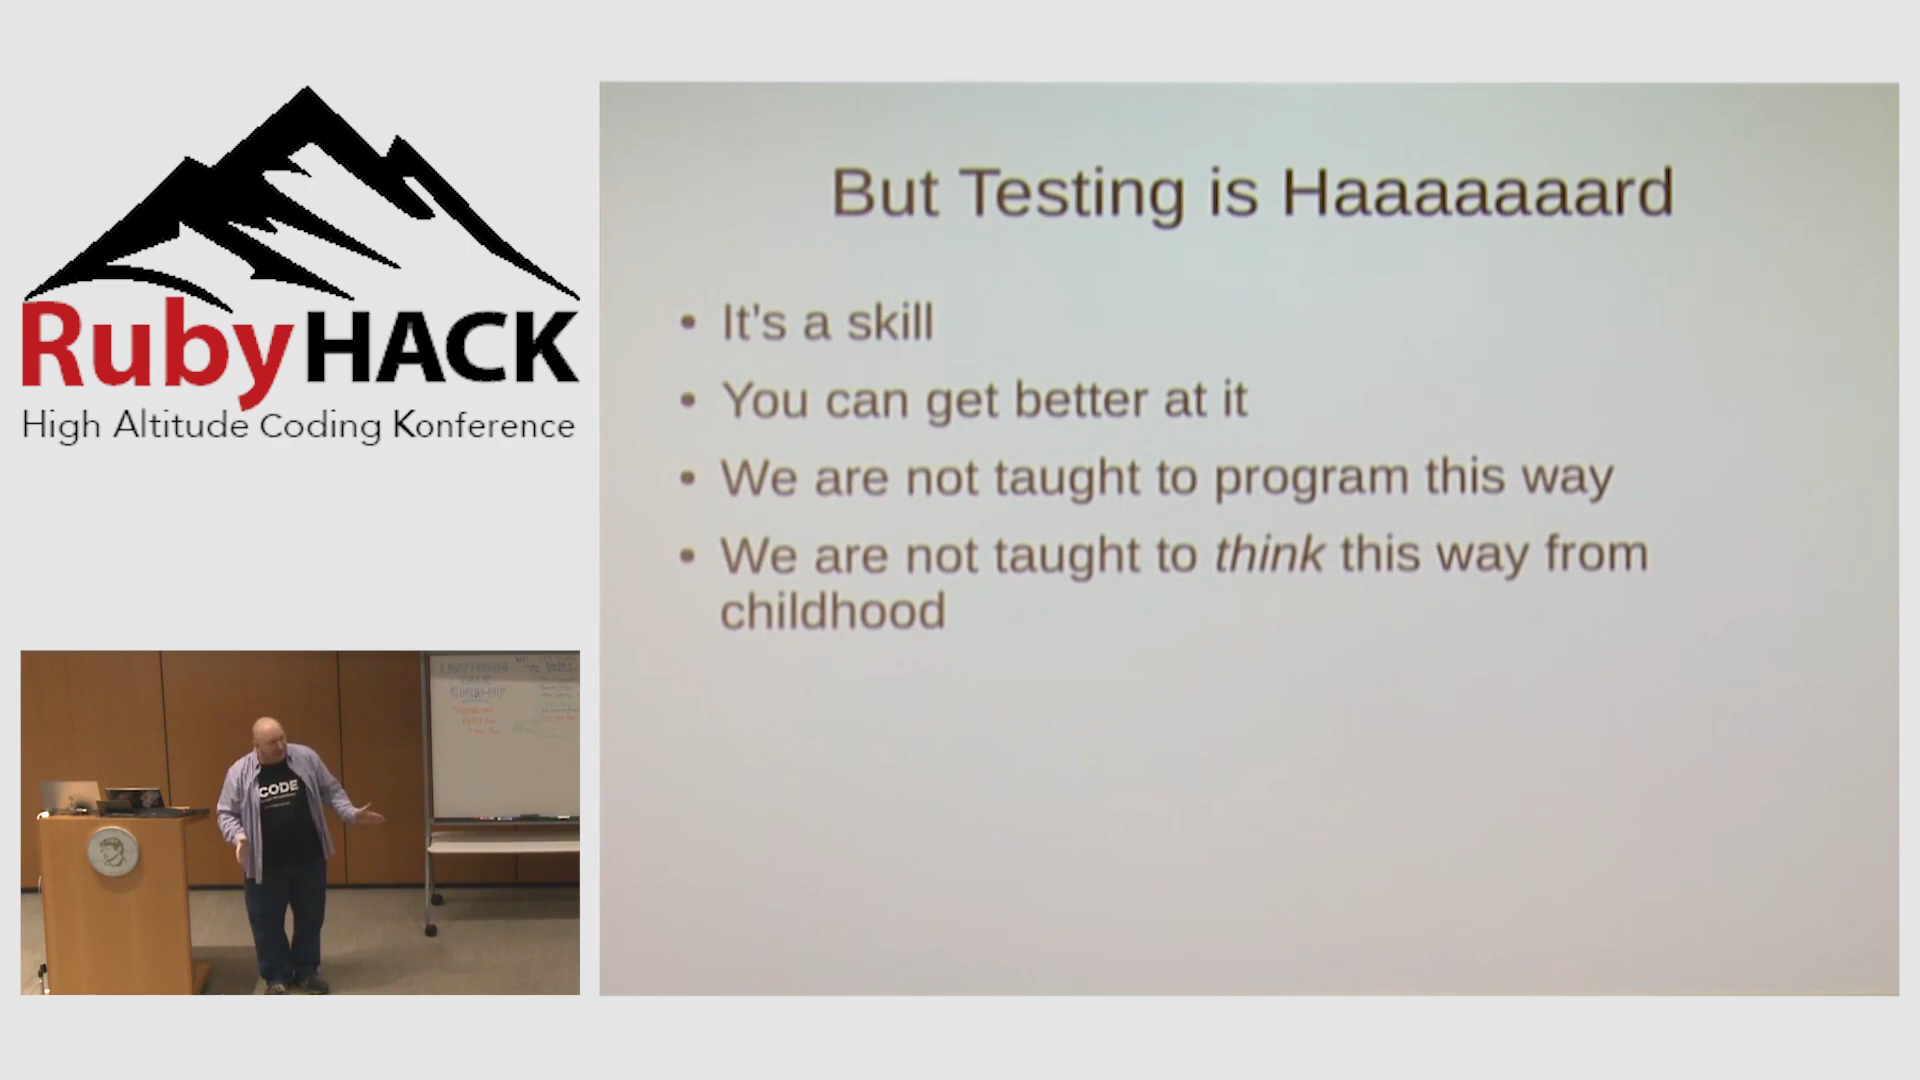 RubyHACK
High Altitude Coding Konference
But Testing is Haaaaaaard
• It's a skill
• You can get better at it
• We are not taught to program this way
• We are not taught to think this way from
childhood
CODE